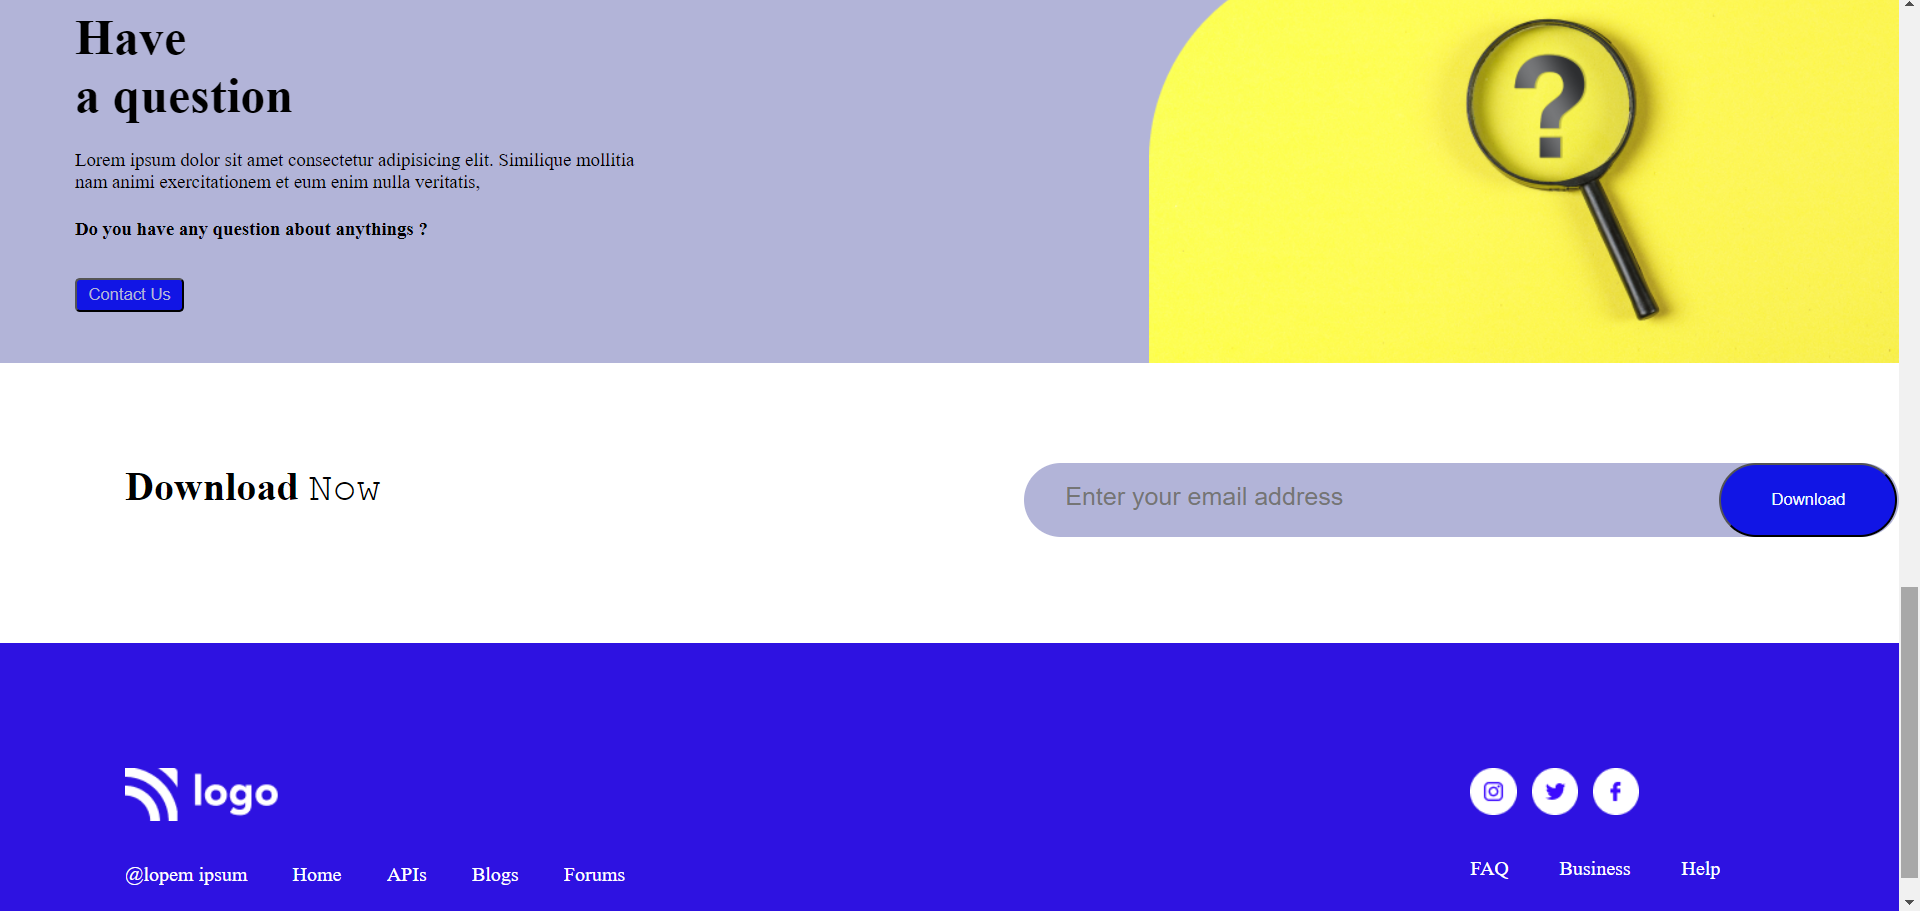 Have
a question
Lorem ipsum dolor sit amet consectetur adipisicing elit. Similique mollitia
nam animi exercitationem et eum enim nulla veritatis,
Do you have any question about anythings ?
Contact Us
?
Download Now
Enter your email address
Download
logo
@lopem ipsum Home APIs Blogs Forums
FAQ Business Help